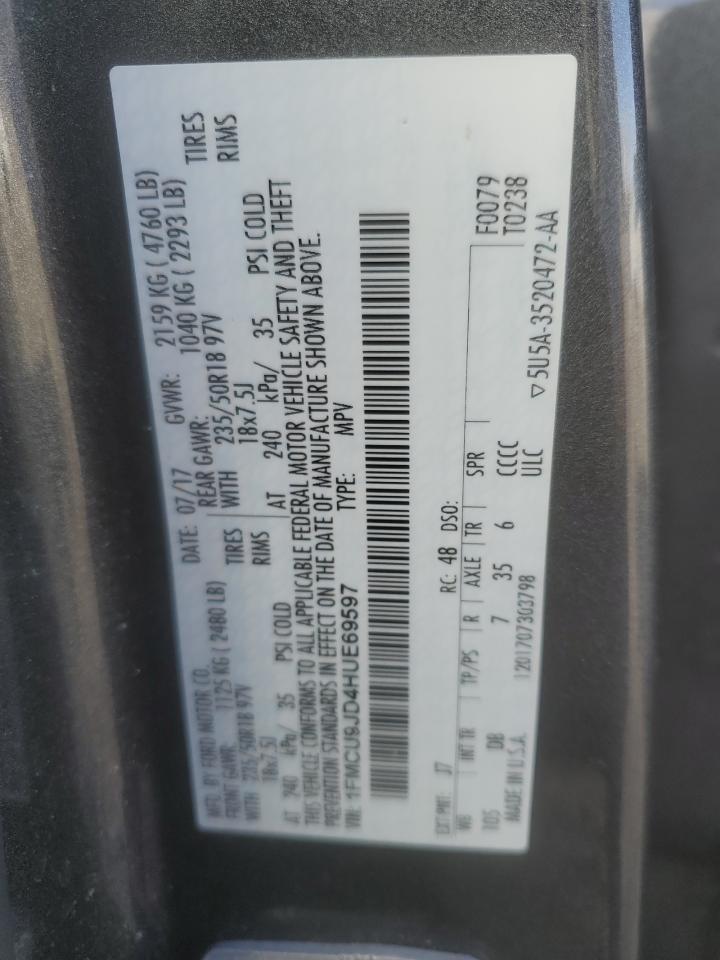 MFD. BY FORD MOTOR CO. DATE: 07/17 GVWR: 2159 KG ( 4760 LB)
FRONT GAWR: 1125 KG ( 2480 LB) REAR GAWR: 1040 KG ( 2293 LB)
WITH 235/50R18 97V TIRES WITH 235/50R18 97V TIRES
18x7.5J RIMS 18x7.5J RIMS
AT 240 kPa/ 35 PSI COLD AT 240 kPa/ 35 PSI COLD
THIS VEHICLE CONFORMS TO ALL APPLICABLE FEDERAL MOTOR VEHICLE SAFETY AND THEFT
PREVENTION STANDARDS IN EFFECT ON THE DATE OF MANUFACTURE SHOWN ABOVE.
VIN: 1FMCU9JD4HUE69597 TYPE: MPV
EXT PNT: J7 RC: 48 DSO: F0079
WB INT TR TP/PS R AXLE TR SPR T0238
105 DB 7 35 6 CCCC
MADE IN U.S.A. 1201707303798 ULC
▽5U5A-3520472-AA